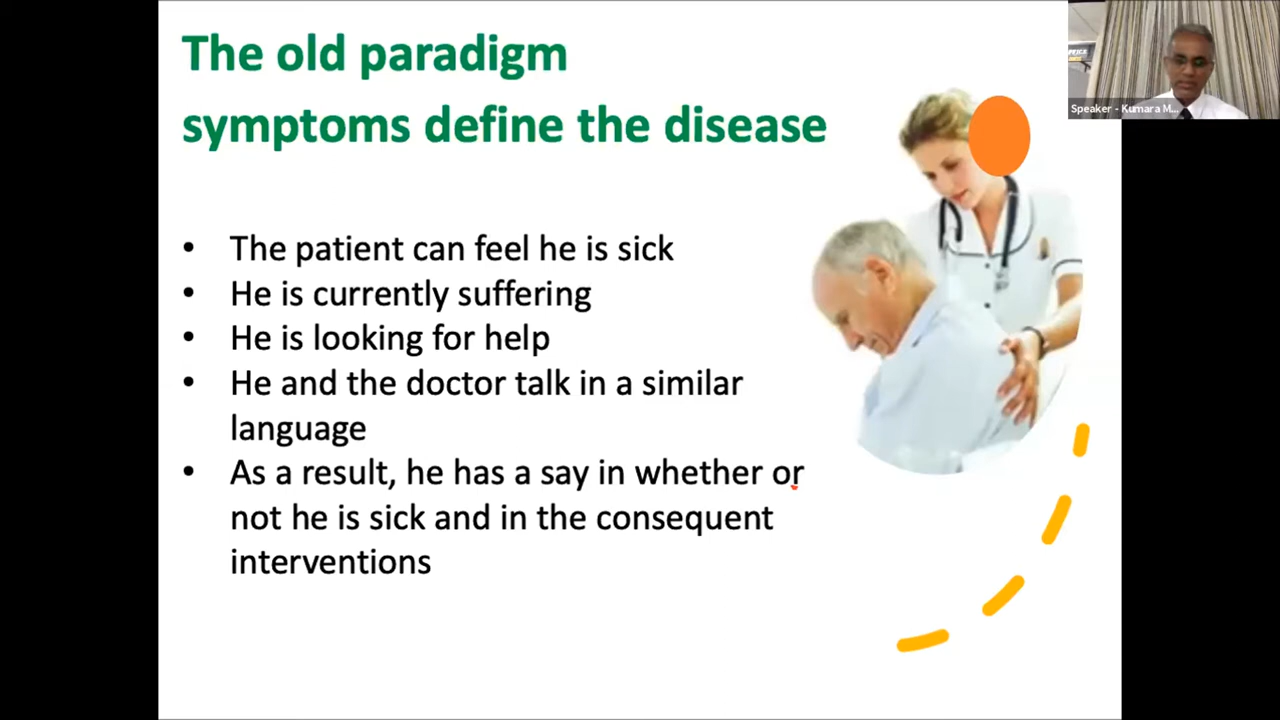 The old paradigm
symptoms define the disease
• The patient can feel he is sick
• He is currently suffering
• He is looking for help
• He and the doctor talk in a similar
language
• As a result, he has a say in whether or
not he is sick and in the consequent
interventions
Speaker - Kumara M...